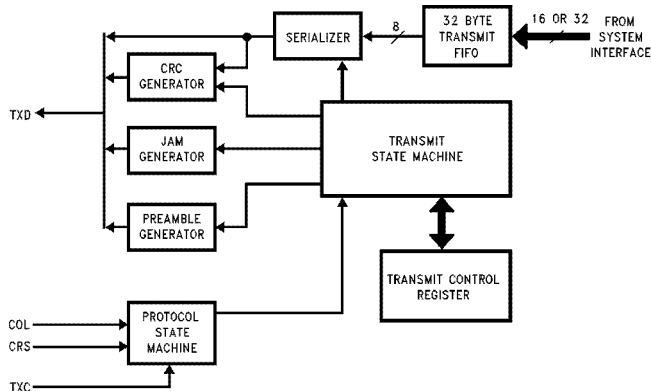 SERIALIZER
8
32 BYTE
TRANSMIT
FIFO
16 OR 32
FROM
SYSTEM
INTERFACE
CRC
GENERATOR
TXD
JAM
GENERATOR
TRANSMIT
STATE MACHINE
PREAMBLE
GENERATOR
TRANSMIT CONTROL
REGISTER
COL
CRS
TXC
PROTOCOL
STATE
MACHINE